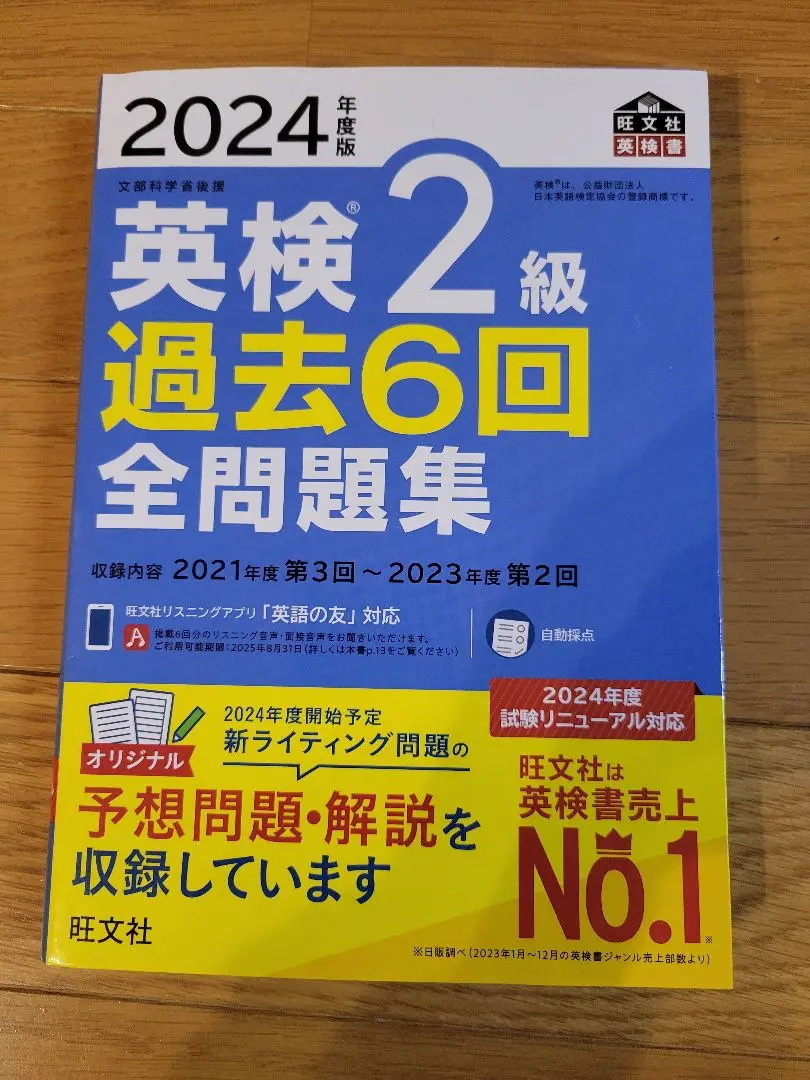 2024年度版
旺文社
英検書
文部科学省後援
英検®は、公益財団法人
日本英語検定協会の登録商標です。
英検®2級
過去6回
全問題集
収録内容 2021年度 第3回～2023年度 第2回
旺文社リスニングアプリ「英語の友」対応
掲載6回分のリスニング音声・面接音声をお聞きいただけます。
ご利用可能期限：2025年8月31日（詳しくは本書p.13をご覧ください）
自動採点
2024年度
試験リニューアル対応
2024年度開始予定
新ライティング問題の
オリジナル
予想問題・解説を
収録しています
旺文社は
英検書売上
No.1※
旺文社
※日販調べ（2023年1月～12月の英検書ジャンル売上部数より）